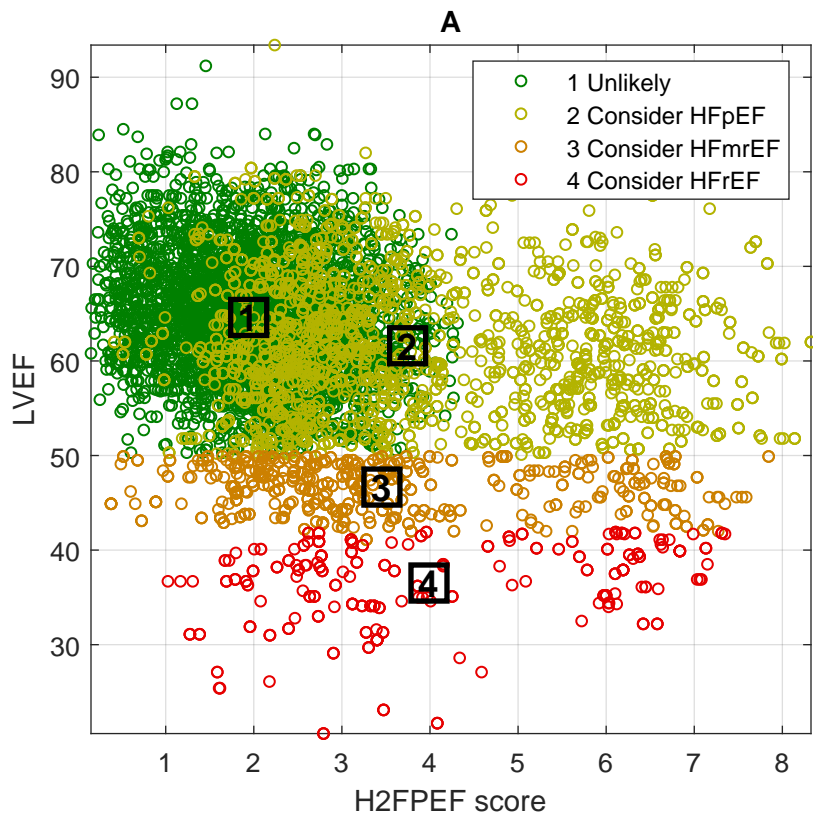 A
1 Unlikely
2 Consider HFpEF
3 Consider HFmrEF
4 Consider HFrEF
90
80
70
60
50
40
30
LVEF
1
2
3
4
1
2
3
4
5
6
7
8
H2FPEF score